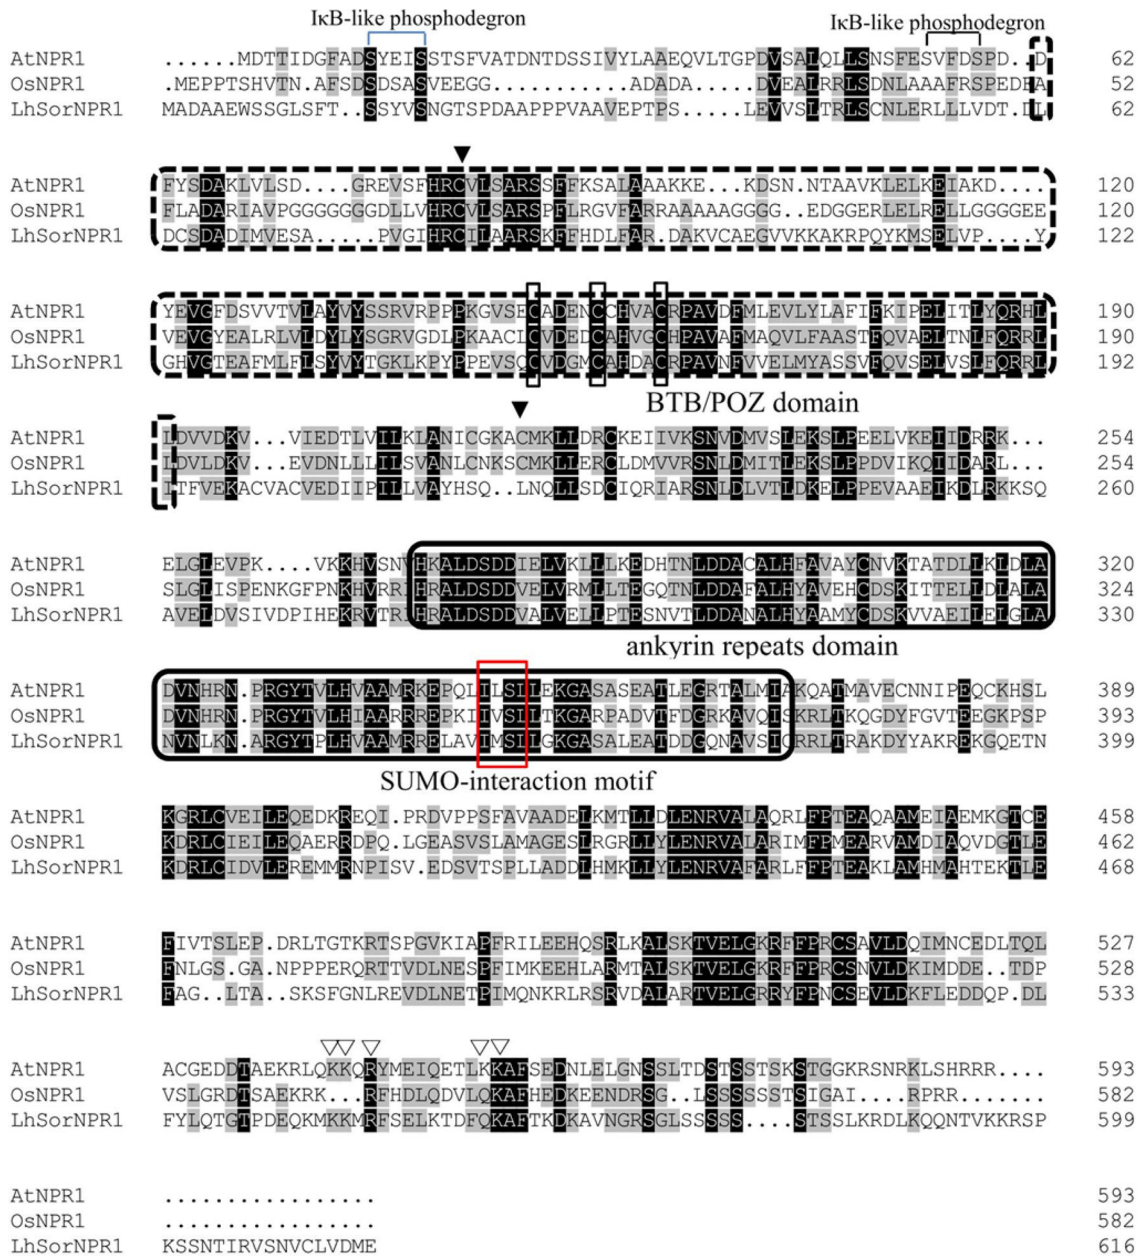 IκB-like phosphodegron IκB-like phosphodegron
AtNPR1 ......MDTTIDGFADSYEISSTSFVATDNTDSSIVYLAAEQVLTGPDVSALQLLSNSFESVFDSPD..D 62
OsNPR1 .MEPPTSHVTN.AFSDSDSASVEEGG...........ADADA.....DVEALRRLSDNLAAAFRSPEDFA 52
LhSorNPR1 MADAAEWSSGLSFT..SSYVSNGTSPDAAPPPVAAVEPTPS.....LEVVSLTRLSCNLERLLLVDT.DL 62
AtNPR1 FYSDAKLVLSD....GREVSFHRCVLSARSSFFKSALAAAKKE...KDSN.NTAAVKLELKEIAKD.... 120
OsNPR1 FLADARIAVPGGGGGGGDLLVHRCVLSARSPFLRGVFARRAAAAAGGGG..EDGGERLELRELLGGGGEE 120
LhSorNPR1 DCSDADIMVESA.....PVGIHRCILAARSKFFHDLFAR.DAKVCAEGVVKKAKRPQYKMSELVP....Y 122
AtNPR1 YEVGFDSVVTVLAYVYSSRVRPPPKGVSECADENCCHVACRPAVDFMLEVLYLAFIFKIPELITLYQRHL 190
OsNPR1 VEVGYEALRLVLDYLYSGRVGDLPKAACLCVDEDCAHVGCHPAVAFMAQVLFAASTFQVAELTNLFQRRL 190
LhSorNPR1 GHVGTEAFMLFLSYVYTGKLKPYPPEVSQCVDGMCAHDACRPAVNFVVELMYASSVFQVSELVSLFQRRL 192
BTB/POZ domain
AtNPR1 LDVVDKV...VIEDTLVILKLANICGKACMKLLDRCKEIIVKSNVDMVSLEKSLPEELVKEIIDRRK... 254
OsNPR1 LDVLDKV...EVDNLLLILSVANLCNKSCMKLLERCLDMVVRSNLDMITLEKSLPPDVIKQIIDARL... 254
LhSorNPR1 ITFVEKACVACVEDIIPILLVAYHSQ..LNQLLSDCIQRIARSNLDLVTLDKELPPEVAAEIKDLRKKSQ 260
AtNPR1 ELGLEVPK....VKKHVSNVHKALDSDDIELVKLLLKEDHTNLDDACALHFAVAYCNVKTATDLLKLDLA 320
OsNPR1 SLGLISPENKGFPNKHVRRIHRALDSDDVELVRMLLTEGQTNLDDAFALHYAVEHCDSKITTELLDLALA 324
LhSorNPR1 AVELDVSIVDPIHEKRVTRIHRALDSDDVALVELLLTESNVTLDDANALHYAAMYCDSKVVAEILELGLA 330
ankyrin repeats domain
AtNPR1 DVNHRN.PRGYTVLHVAAMRKEPQLILSLLEKGASASEATLEGRTALMIAKQATMAVECNNIPEQCKHSL 389
OsNPR1 DVNHRN.PRGYTVLHIAARRREPKIIVSLLTKGARPADVTFDGRKAVQISKRLTKQGDYFGVTEEGKPSP 393
LhSorNPR1 NVNLKN.ARGYTPLHVAAMRRELAVIMSLLGKGASALEATDDGQNAVSICRRLTRAKDYYAKREKGQETN 399
SUMO-interaction motif
AtNPR1 KGRLCVEILEQEDKREQI.PRDVPPSFAVAADELKMTLLDLENRVALAQRLFPTEAQAAMEIAEMKGTCE 458
OsNPR1 KDRLCIEILEQAERRDPQ.LGEASVSLAMAGESLRGRLLYLENRVALARIMFPMEARVAMDIAQVDGTLE 462
LhSorNPR1 KDRLCIDVLEREMMRNPISV.EDSVTSPLLADDLHMKLLYLENRVAFARLFFPTEAKLAMHMAHTEKTLE 468
AtNPR1 FIVTSLEP.DRLTGTKRTSPGVKIAPFRILEEHQSRLKALSKTVELGKRFFPRCSAVLDQIMNCEDLTQL 527
OsNPR1 FNLGS.GA.NPPPERQRTTVDLNESPFIMKEEHLARMTALSKTVELGKRFFPRCSNVLDKIMDDE..TDP 528
LhSorNPR1 FAG..LTA..SKSFGNLREVDLNETPIMQNKRLRSRVDALARTVELGRRYFPNCSEVLDKFLEDDQP.DL 533
AtNPR1 ACGEDDTAEKRLQKKQRYMEIQETLKKAFSEDNLELGNSSLTDSTSSTSKSTGGKRSNRKLSHRRR.... 593
OsNPR1 VSLGRDTSAEKRK...RFHDLQDVLQKAFHEDKEENDRSG..LSSSSSSTSIGAI....RPRR....... 582
LhSorNPR1 FYLQTGTPDEQKMKKMRFSELKTDFQKAFTKDKAVNGRSGLSSSSS....STSSLKRDLKQQNTVKKRSP 599
AtNPR1 ................. 593
OsNPR1 ................. 582
LhSorNPR1 KSSNTIRVSNVCLVDME 616